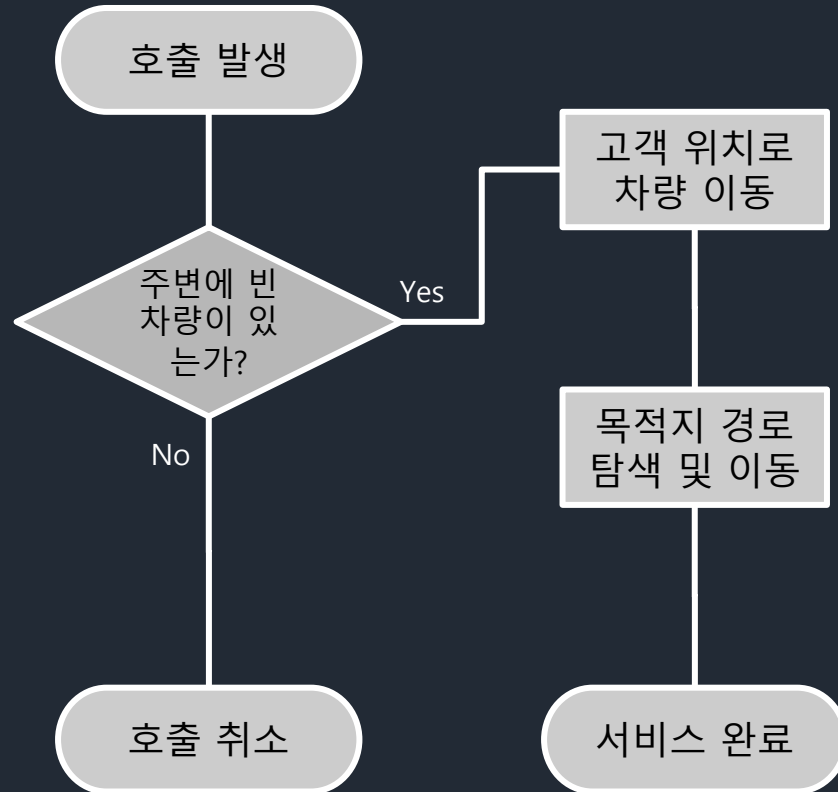 호출 발생
주변에 빈
차량이 있
는가?
Yes
No
호출 취소
고객 위치로
차량 이동
목적지 경로
탐색 및 이동
서비스 완료